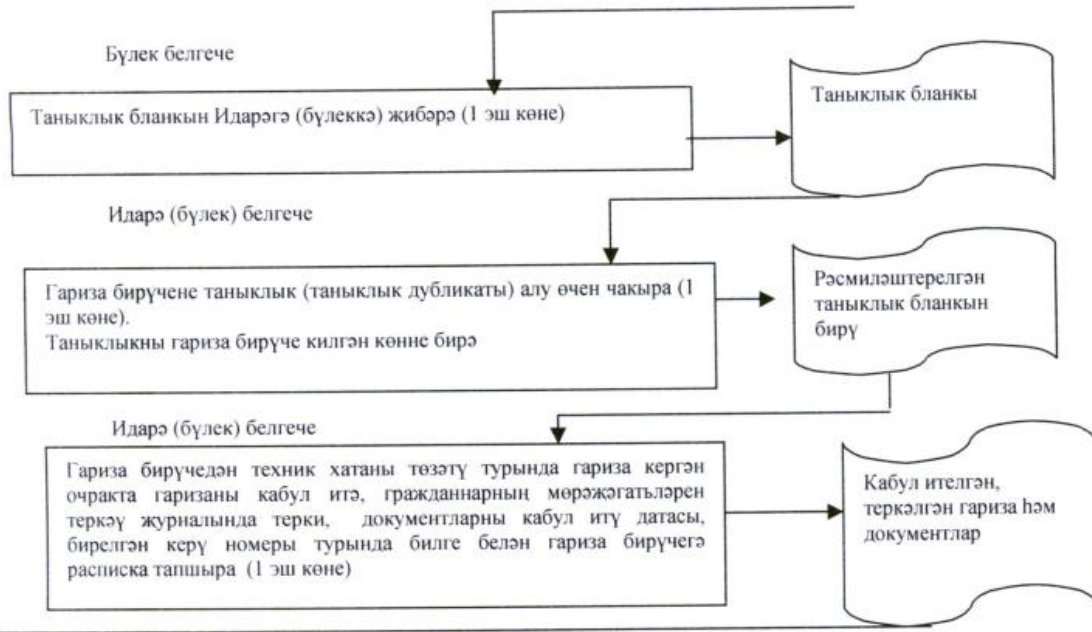 Бүлек белгече
Таныклык бланкын Идарәгә (бүлеккә) җибәрә (1 эш көне)
Таныклык бланкы
Идарә (бүлек) белгече
Гариза бирүчене таныклык (таныклык дубликаты) алу өчен чакыра (1
эш көне).
Таныклыкны гариза бирүче килгән көнне бирә
Рәсмиләштерелгән
таныклык бланкын
бирү
Идарә (бүлек) белгече
Гариза бирүчедән техник хатаны төзәтү турында гариза кергән
очракта гаризаны кабул итә, гражданнарның мөрәҗәгатьләрен
теркәү журналында терки, документларны кабул итү датасы,
бирелгән керү номеры турында билге белән гариза бирүчегә
расписка тапшыра (1 эш көне)
Кабул ителгән,
теркәлгән гариза һәм
документлар